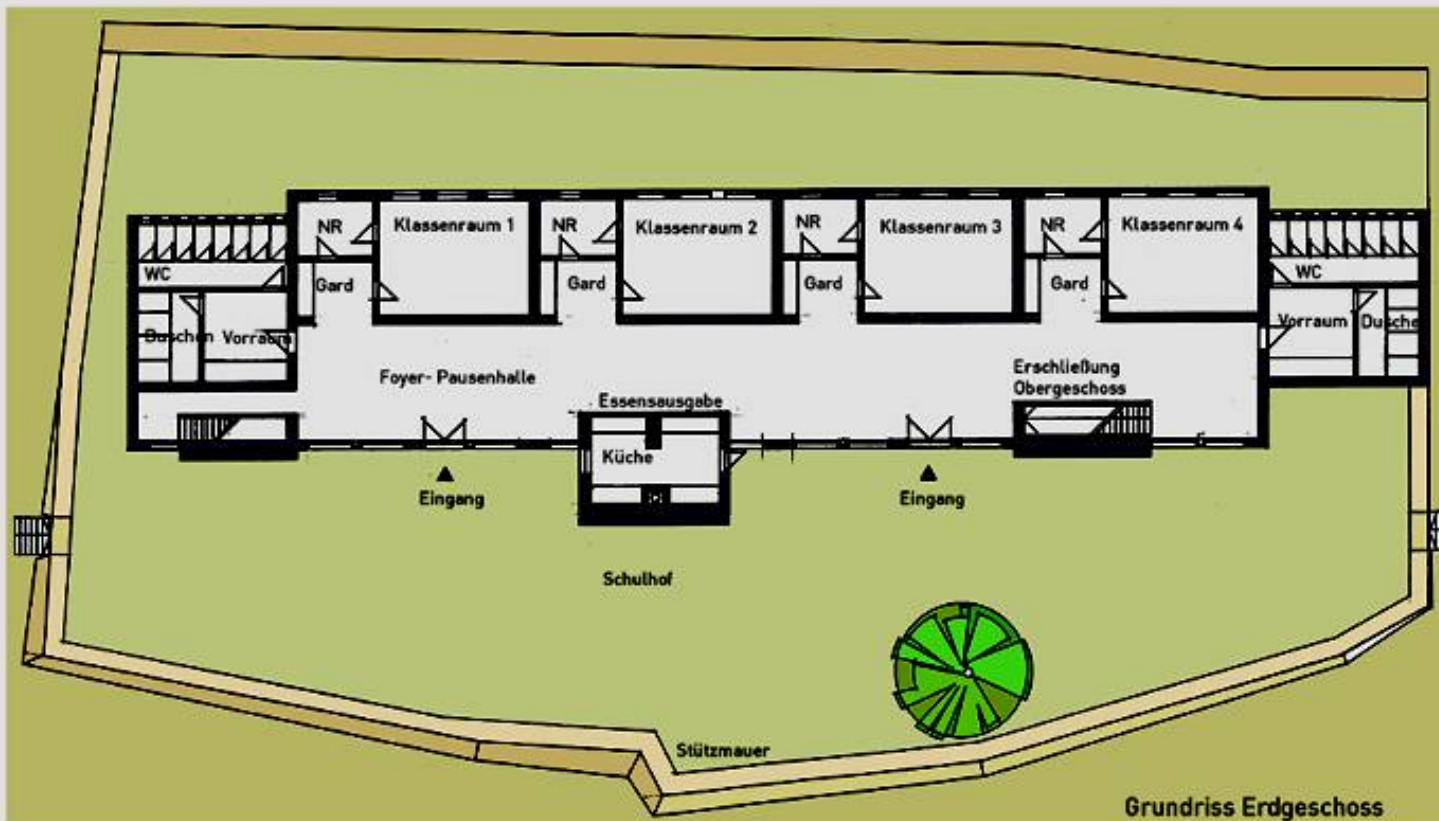 NR
Klassenraum 1
NR
Klassenraum 2
NR
Klassenraum 3
NR
Klassenraum 4
WC
Gard
Gard
Gard
Gard
WC
Duschen
Vorraum
Vorraum
Dusche
Foyer- Pausenhalle
Essensausgabe
Erschließung
Obergeschoss
Küche
Eingang
Eingang
Schulhof
Stützmauer
Grundriss Erdgeschoss